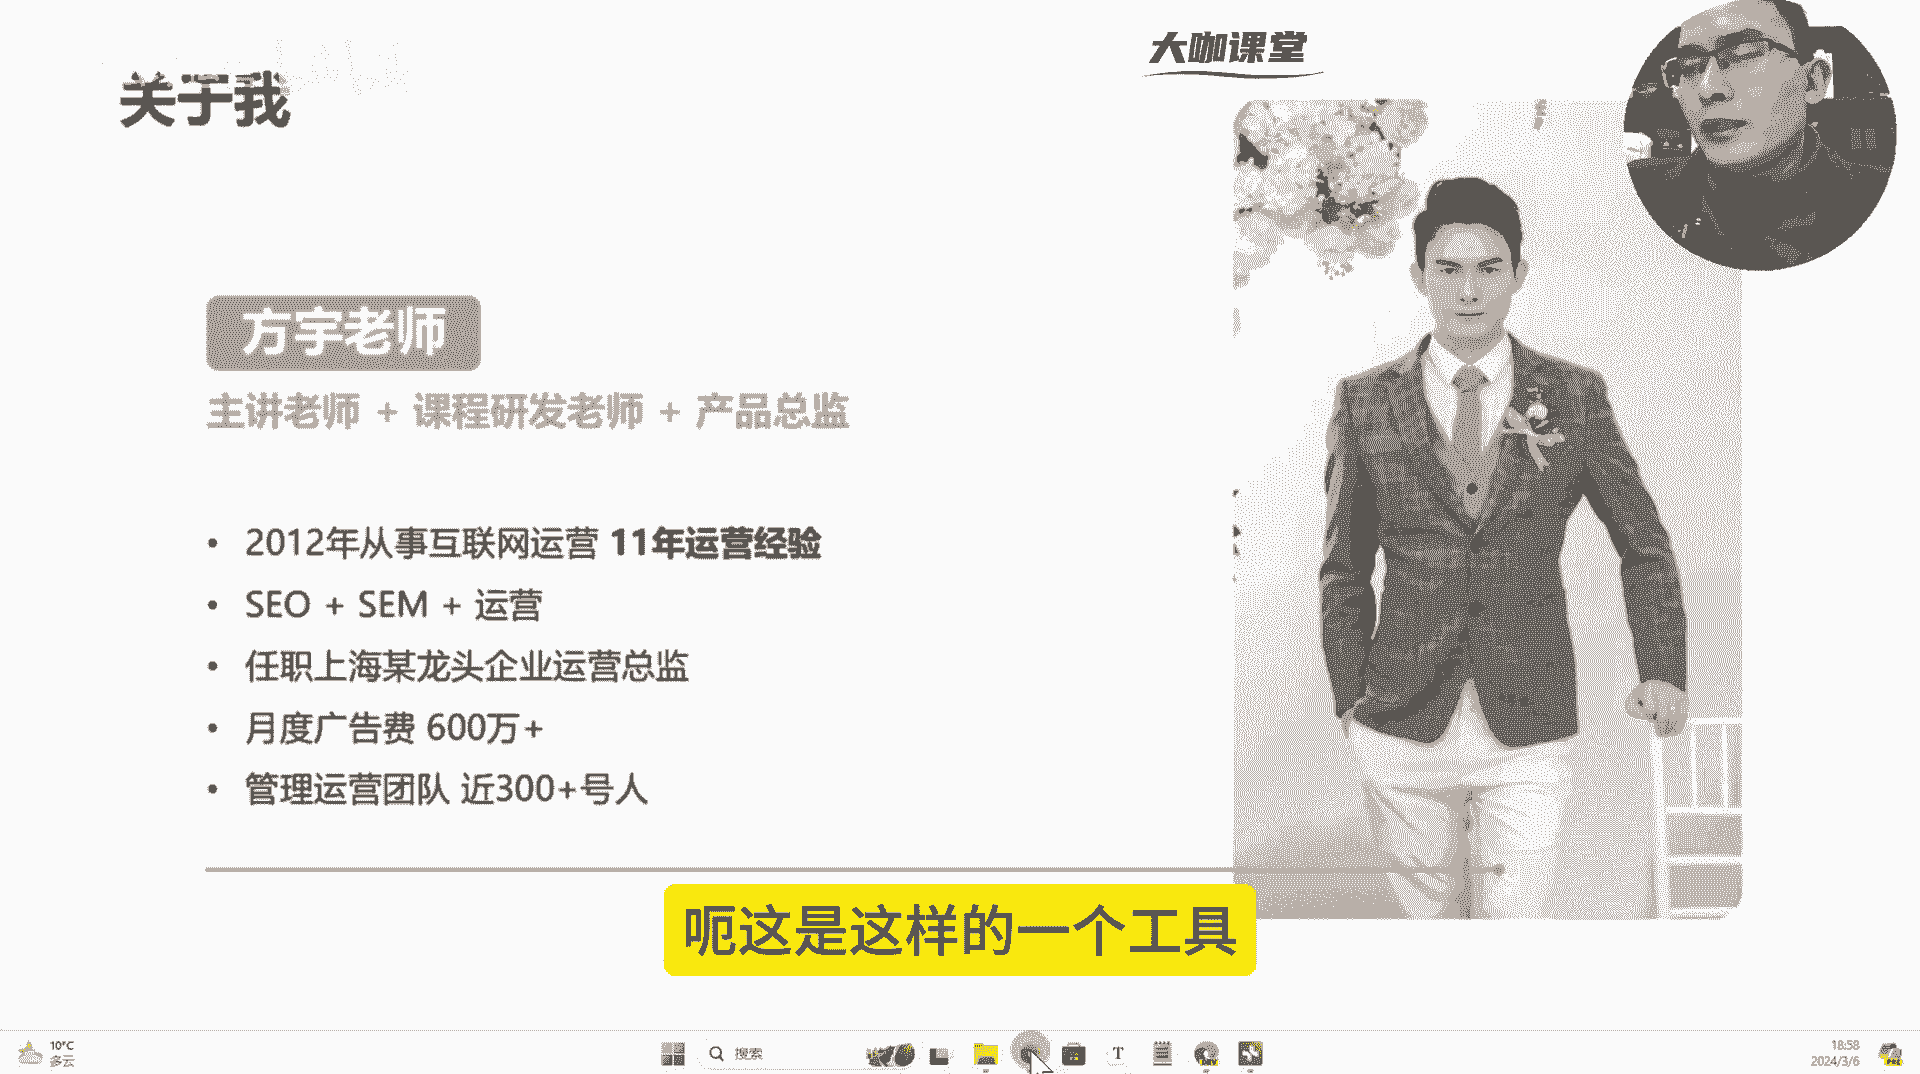 大咖课堂
关于我
方宇老师
主讲老师 + 课程研发老师 + 产品总监
• 2012年从事互联网运营 11年运营经验
• SEO + SEM + 运营
• 任职上海某龙头企业运营总监
• 月度广告费 600万+
• 管理运营团队 近300+号人
呃这是这样的一个工具
10°C
多云
搜索
T
18:58
2024/3/6